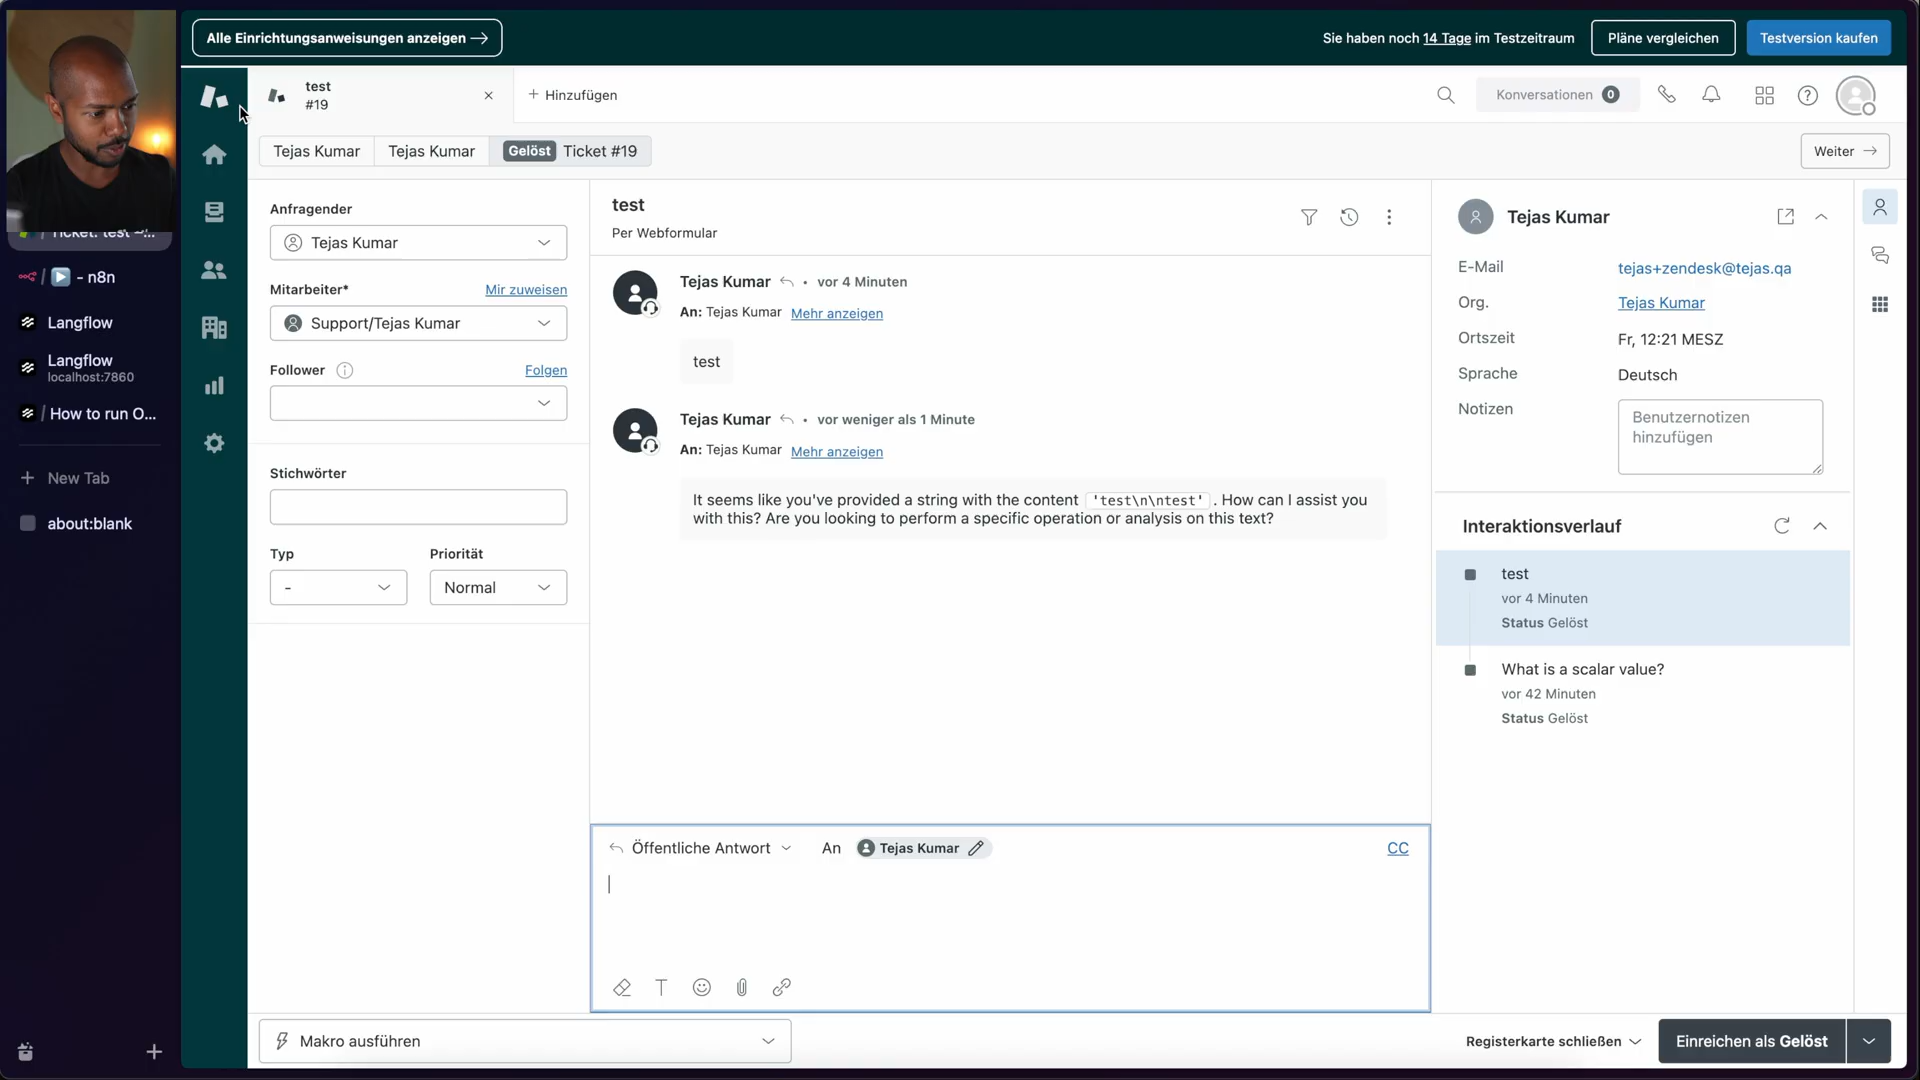 Alle Einrichtungsanweisungen anzeigen →
Sie haben noch 14 Tage im Testzeitraum
Pläne vergleichen
Testversion kaufen
test
#19
+ Hinzufügen
Konversationen 0
Tejas Kumar
Tejas Kumar
Gelöst Ticket #19
Weiter →
/ - n8n
Langflow
Langflow
localhost:7860
/ How to run O...
+ New Tab
about:blank
Anfragender
Tejas Kumar
Mitarbeiter*
Mir zuweisen
Support/Tejas Kumar
Follower
Folgen
Stichwörter
Typ
Priorität
-
Normal
test
Per Webformular
Tejas Kumar • vor 4 Minuten
An: Tejas Kumar Mehr anzeigen
test
Tejas Kumar • vor weniger als 1 Minute
An: Tejas Kumar Mehr anzeigen
It seems like you've provided a string with the content 'test\n\ntest' . How can I assist you
with this? Are you looking to perform a specific operation or analysis on this text?
Öffentliche Antwort
An Tejas Kumar
CC
Makro ausführen
Registerkarte schließen
Einreichen als Gelöst
Tejas Kumar
E-Mail
tejas+zendesk@tejas.qa
Org.
Tejas Kumar
Ortszeit
Fr, 12:21 MESZ
Sprache
Deutsch
Notizen
Benutzernotizen
hinzufügen
Interaktionsverlauf
test
vor 4 Minuten
Status Gelöst
What is a scalar value?
vor 42 Minuten
Status Gelöst